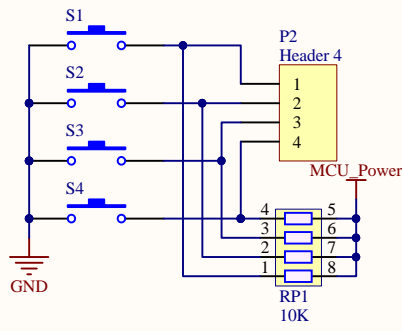 S1
S2
S3
S4
GND
P2
Header 4
1
2
3
4
MCU_Power
4 5
3 6
2 7
1 8
RP1
10K